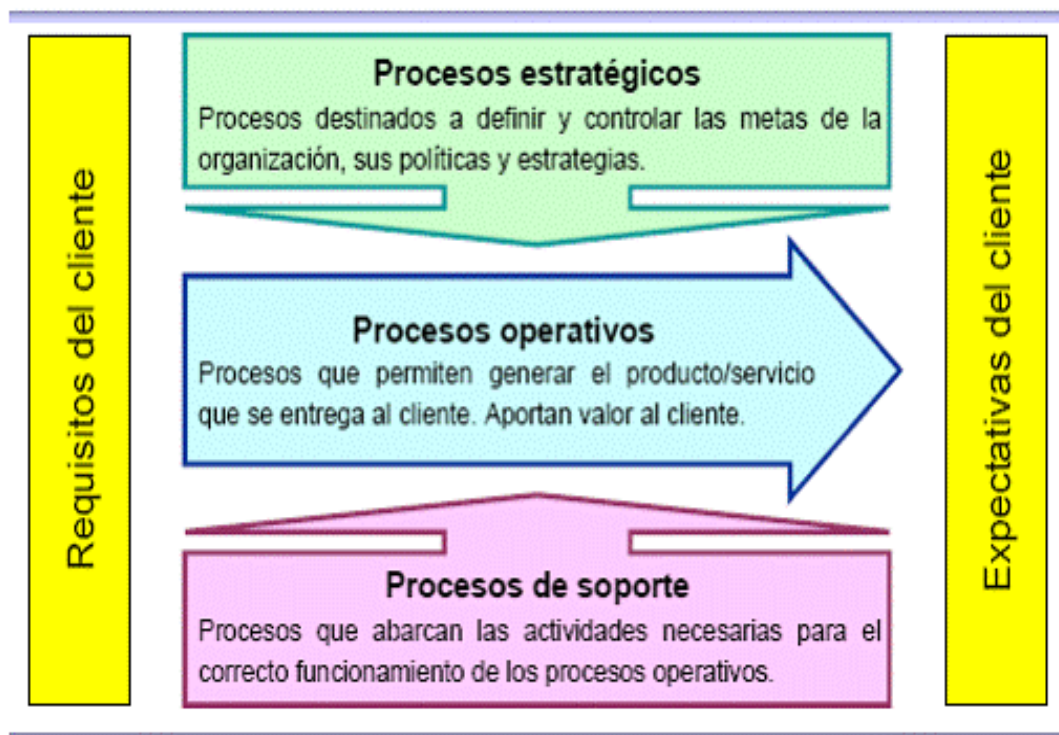 Requisitos del cliente
Procesos estratégicos
Procesos destinados a definir y controlar las metas de la
organización, sus políticas y estrategias.
Procesos operativos
Procesos que permiten generar el producto/servicio
que se entrega al cliente. Aportan valor al cliente.
Procesos de soporte
Procesos que abarcan las actividades necesarias para el
correcto funcionamiento de los procesos operativos.
Expectativas del cliente